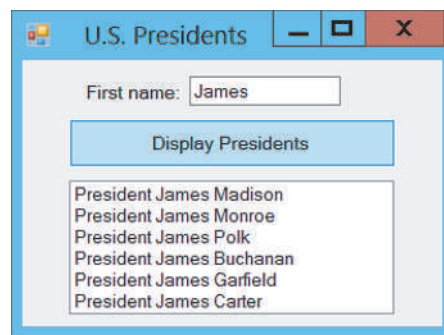 U.S. Presidents
First name: James
Display Presidents
President James Madison
President James Monroe
President James Polk
President James Buchanan
President James Garfield
President James Carter